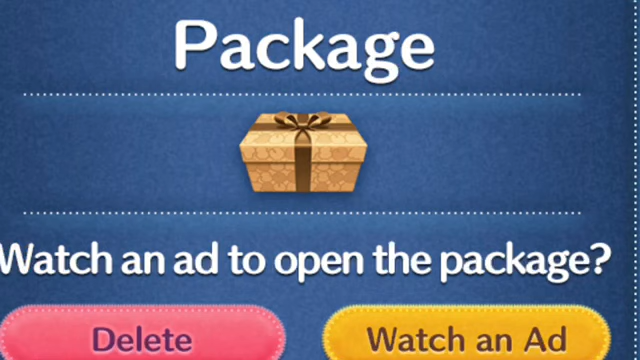 Package
Watch an ad to open the package?
Delete
Watch an Ad